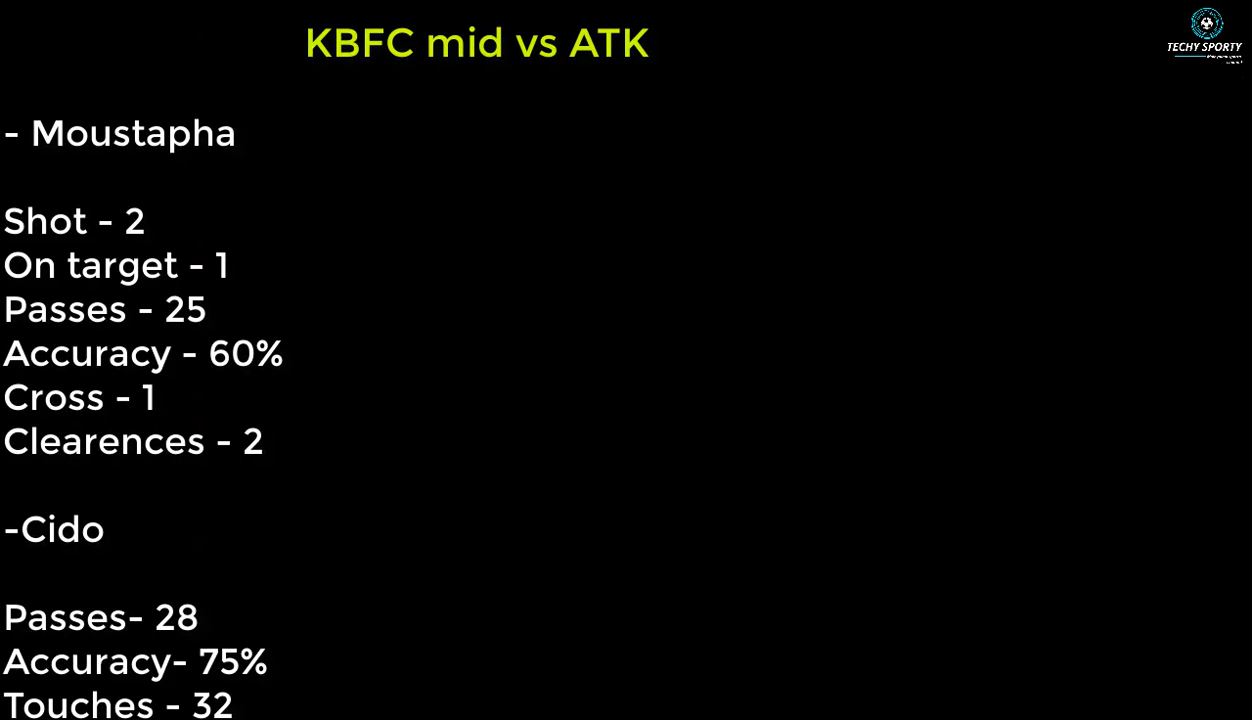 KBFC mid vs ATK
TECHY SPORTY
- Moustapha
Shot - 2
On target - 1
Passes - 25
Accuracy - 60%
Cross - 1
Clearences - 2
-Cido
Passes- 28
Accuracy- 75%
Touches - 32